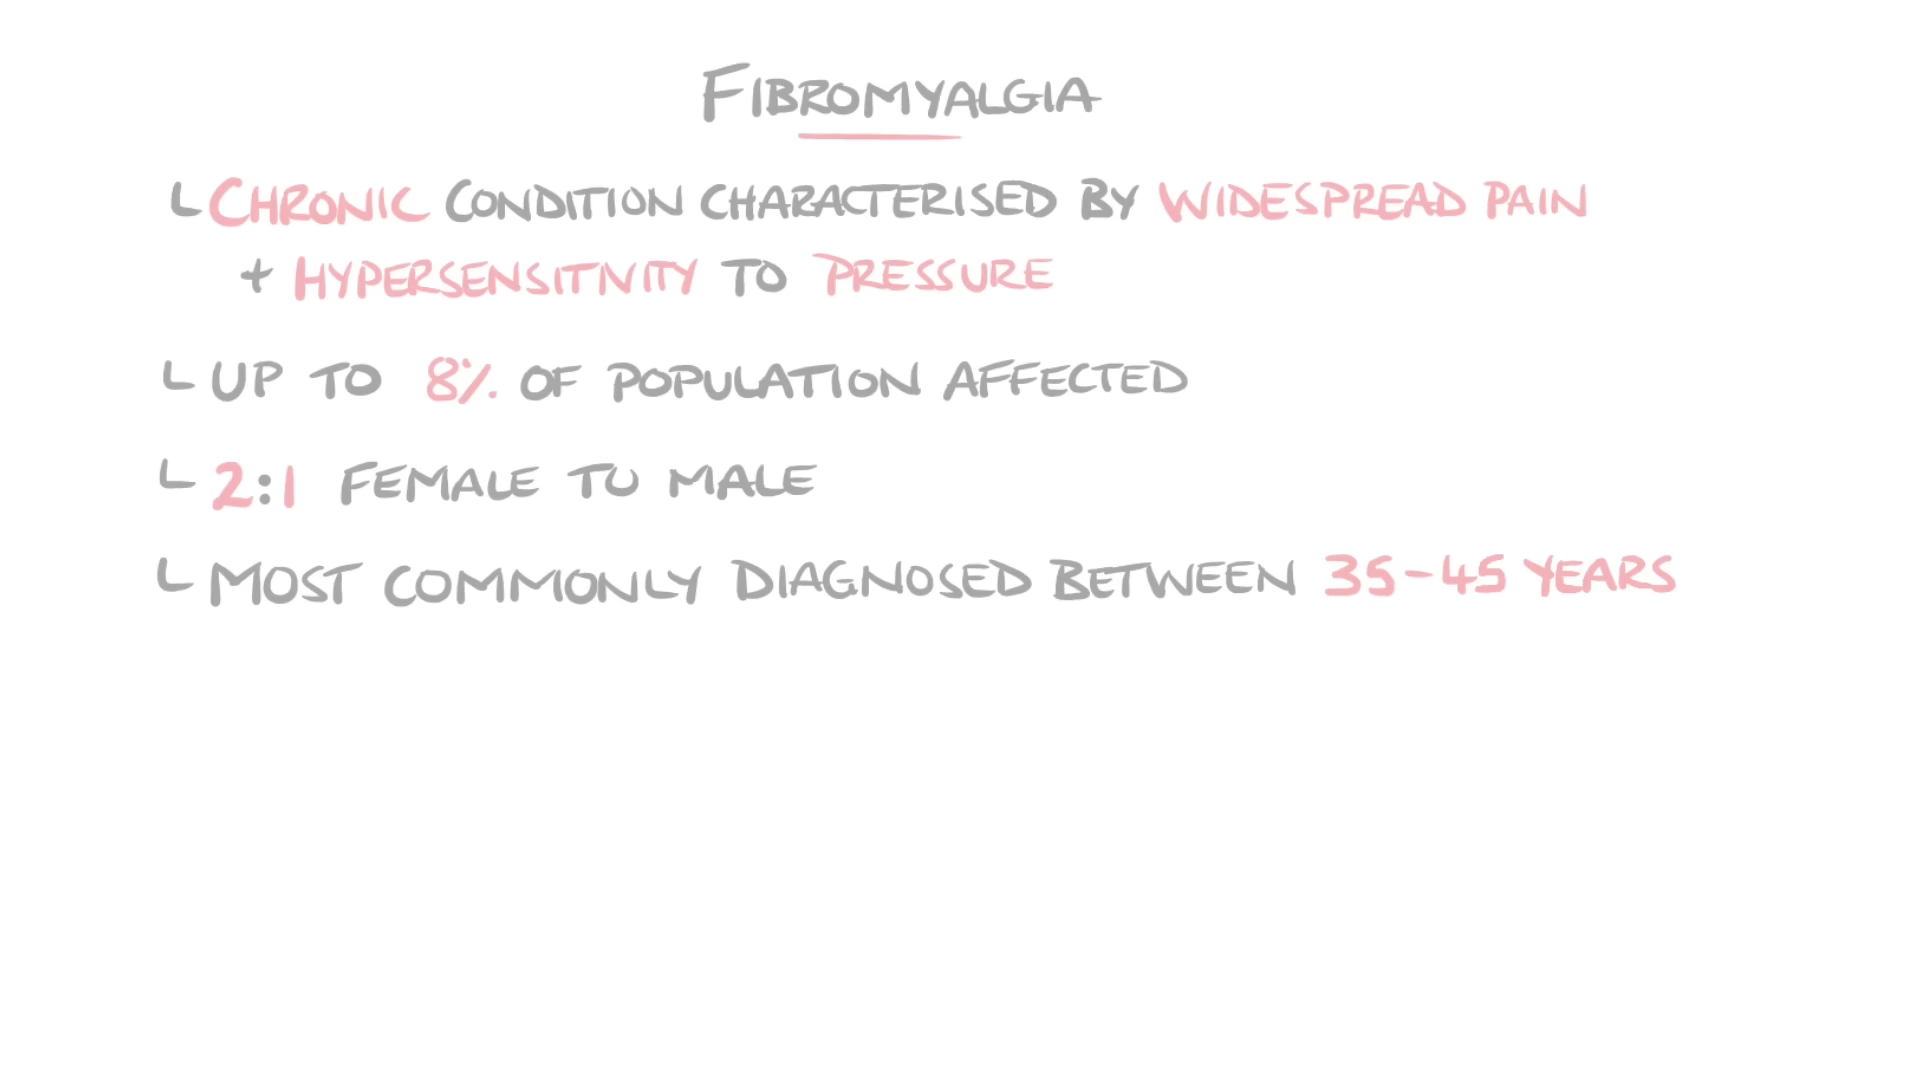 FIBROMYALGIA
CHRONIC CONDITION CHARACTERISED BY WIDESPREAD PAIN
+ HYPERSENSITIVITY TO PRESSURE
UP TO 8% OF POPULATION AFFECTED
2:1 FEMALE TO MALE
MOST COMMONLY DIAGNOSED BETWEEN 35-45 YEARS